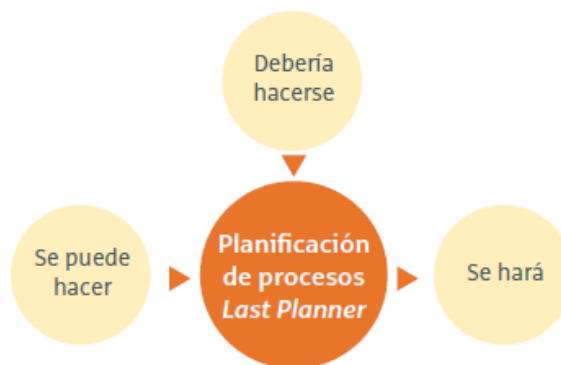 Debería
hacerse
Se puede
hacer
Planificación
de procesos
Last Planner
Se hará